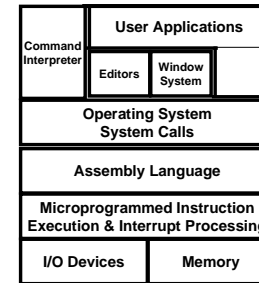 User Applications
Command
Interpreter
Editors
Window
System
Operating System
System Calls
Assembly Language
Microprogrammed Instruction
Execution & Interrupt Processing
I/O Devices
Memory